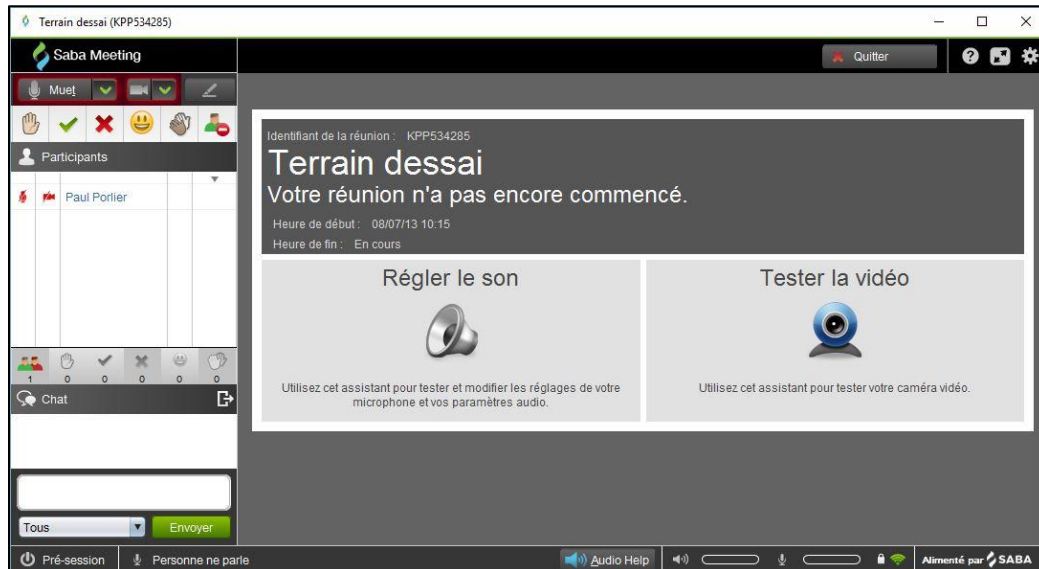 Terrain dessai (KPP534285)
Saba Meeting
Quitter
Muet
Participants
Paul Porlier
1 0 0 0 0 0
Chat
Tous
Envoyer
Identifiant de la réunion : KPP534285
Terrain dessai
Votre réunion n'a pas encore commencé.
Heure de début : 08/07/13 10:15
Heure de fin : En cours
Régler le son
Utilisez cet assistant pour tester et modifier les réglages de votre
microphone et vos paramètres audio.
Tester la vidéo
Utilisez cet assistant pour tester votre caméra vidéo.
Pré-session
Personne ne parle
Audio Help
Alimenté par SABA